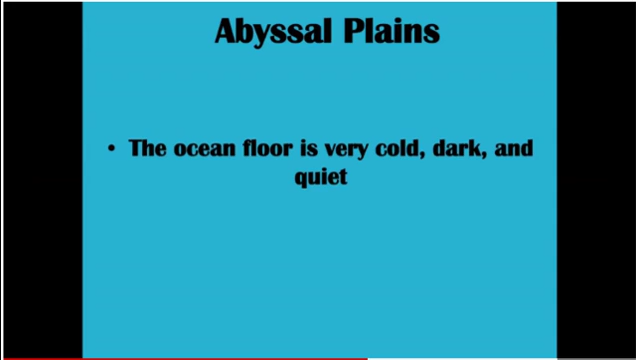 Abyssal Plains
• The ocean floor is very cold, dark, and
quiet